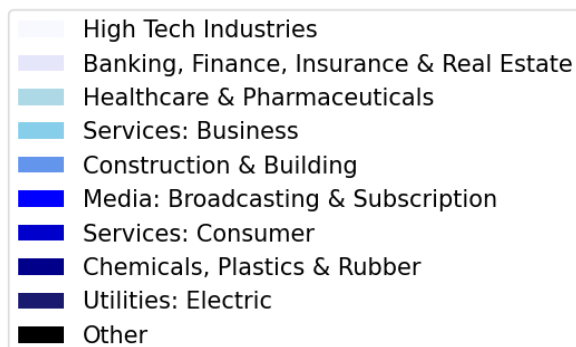 High Tech Industries
Banking, Finance, Insurance & Real Estate
Healthcare & Pharmaceuticals
Services: Business
Construction & Building
Media: Broadcasting & Subscription
Services: Consumer
Chemicals, Plastics & Rubber
Utilities: Electric
Other